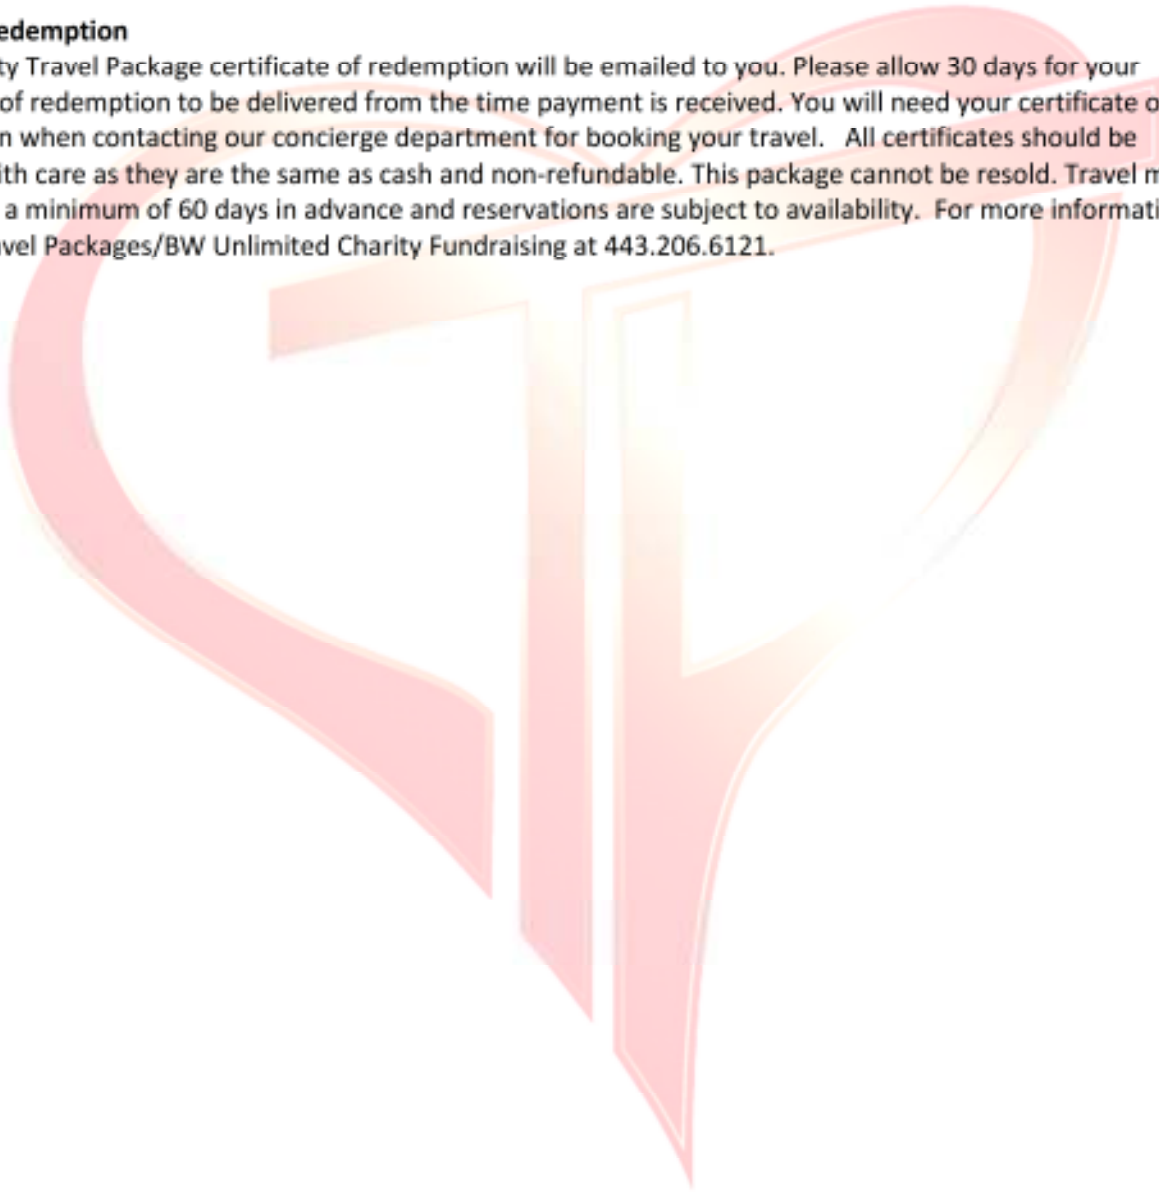 edemption
ty Travel Package certificate of redemption will be emailed to you. Please allow 30 days for your
of redemption to be delivered from the time payment is received. You will need your certificate o
n when contacting our concierge department for booking your travel.   All certificates should be
ith care as they are the same as cash and non-refundable. This package cannot be resold. Travel m
a minimum of 60 days in advance and reservations are subject to availability.  For more informati
vel Packages/BW Unlimited Charity Fundraising at 443.206.6121.